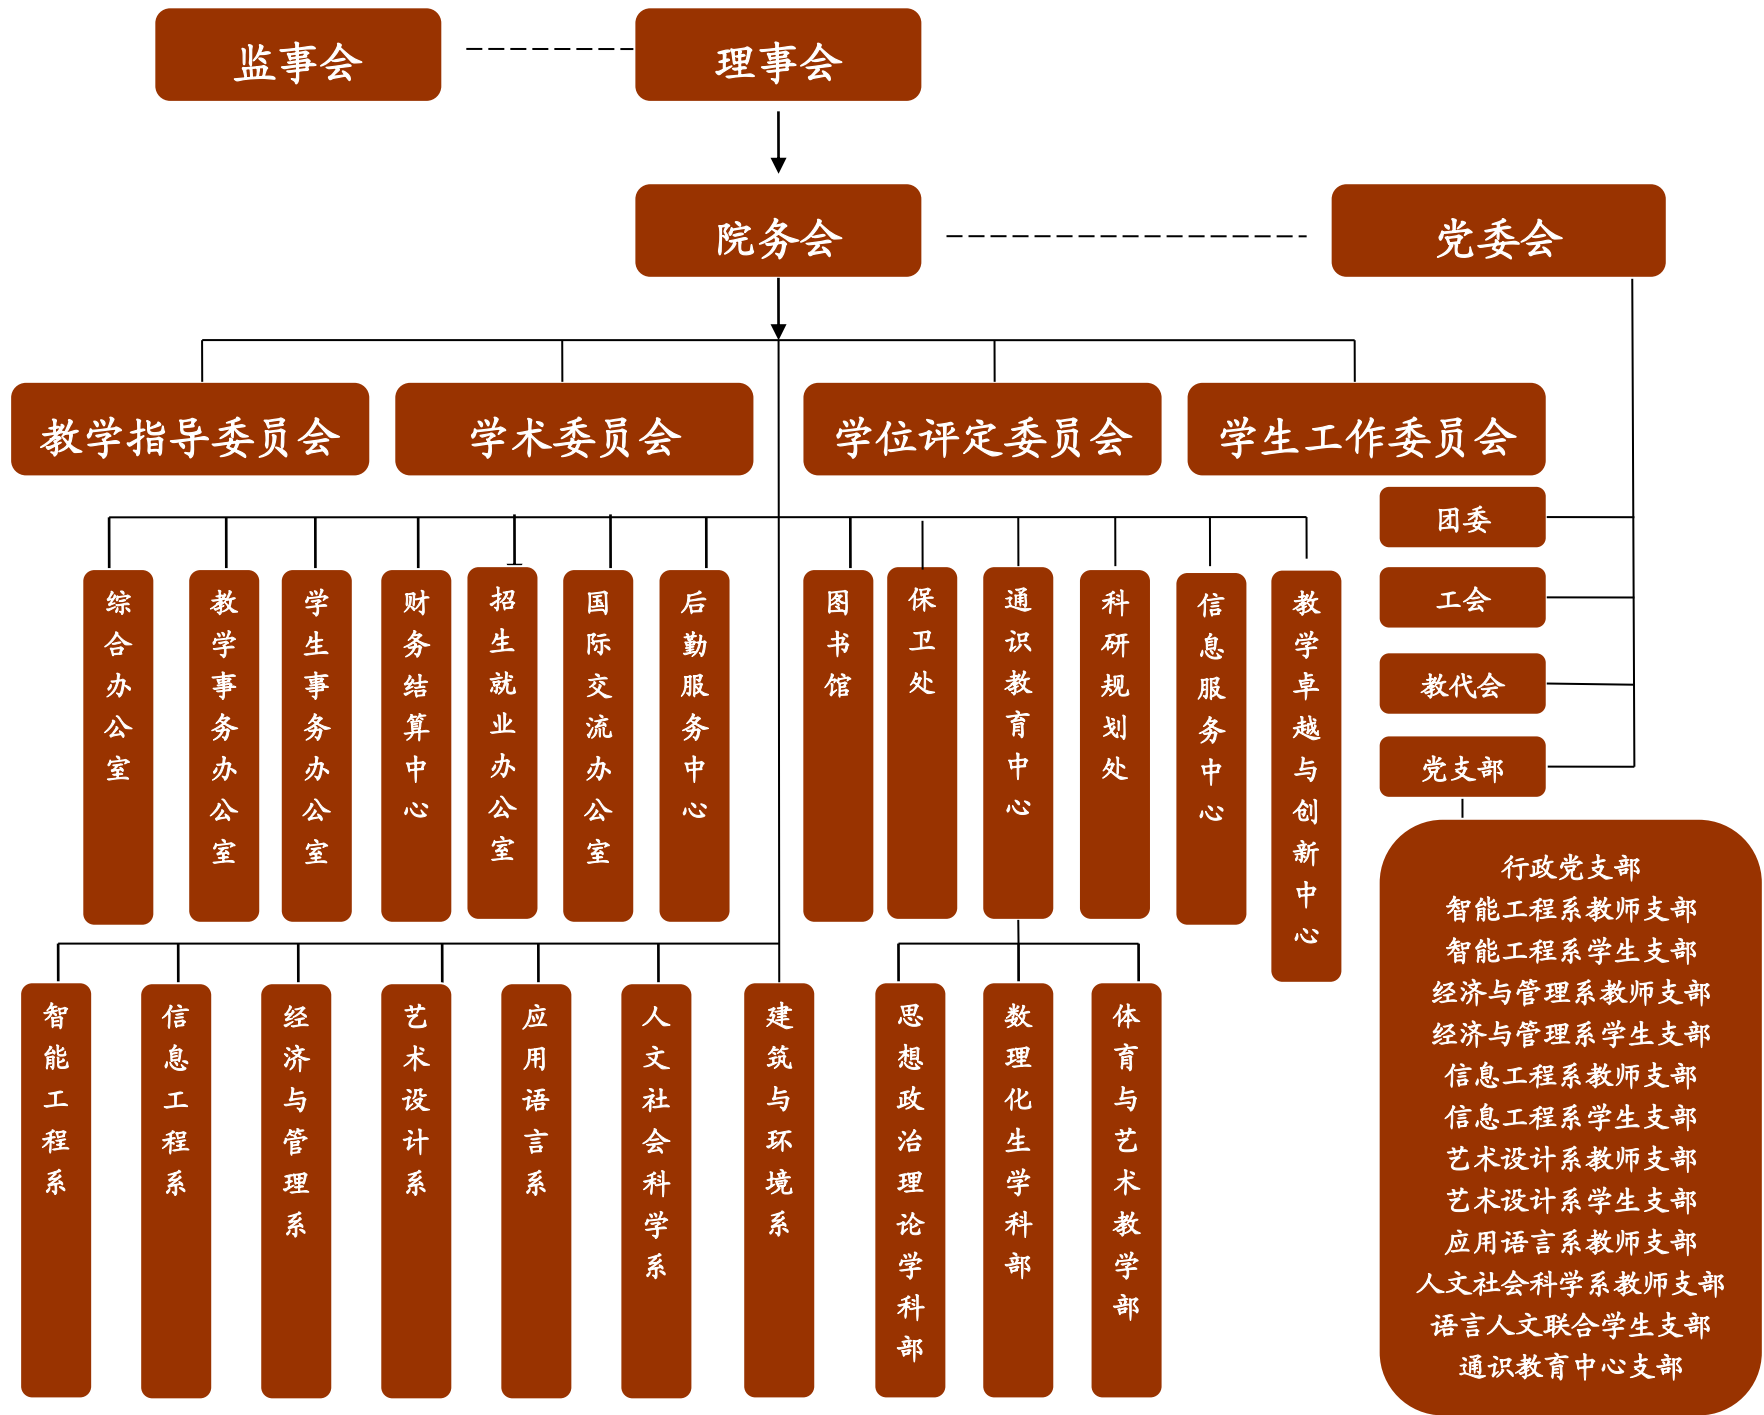 监事会
理事会
院务会
党委会
教学指导委员会
学术委员会
学位评定委员会
学生工作委员会
团委
工会
教代会
党支部
综合办公室
教学事务办公室
学生事务办公室
财务结算中心
招生就业办公室
国际交流办公室
后勤服务中心
图书馆
保卫处
通识教育中心
科研规划处
信息服务中心
教学卓越与创新中心
智能工程系
信息工程系
经济与管理系
艺术设计系
应用语言系
人文社会科学系
建筑与环境系
思想政治理论学科部
数理化生学科部
体育与艺术教学部
行政党支部
智能工程系教师支部
智能工程系学生支部
经济与管理系教师支部
经济与管理系学生支部
信息工程系教师支部
信息工程系学生支部
艺术设计系教师支部
艺术设计系学生支部
应用语言系教师支部
人文社会科学系教师支部
语言人文联合学生支部
通识教育中心支部